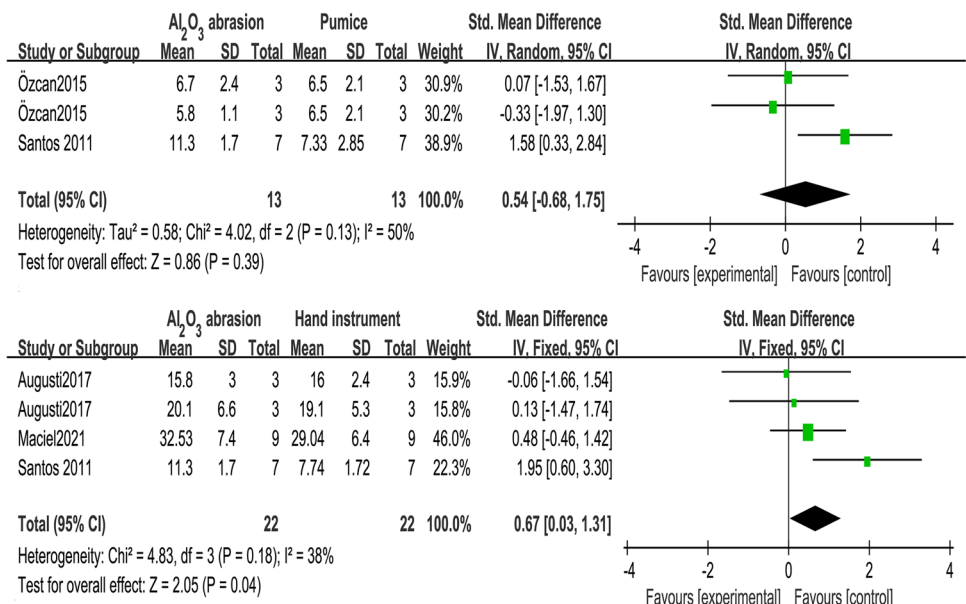 Al₂O₃ abrasion Pumice Std. Mean Difference Std. Mean Difference
Study or Subgroup Mean SD Total Mean SD Total Weight IV, Random, 95% CI IV, Random, 95% CI
Özcan2015 6.7 2.4 3 6.5 2.1 3 30.9% 0.07 [-1.53, 1.67]
Özcan2015 5.8 1.1 3 6.5 2.1 3 30.2% -0.33 [-1.97, 1.30]
Santos 2011 11.3 1.7 7 7.33 2.85 7 38.9% 1.58 [0.33, 2.84]
Total (95% CI) 13 13 100.0% 0.54 [-0.68, 1.75]
Heterogeneity: Tau² = 0.58; Chi² = 4.02, df = 2 (P = 0.13); I² = 50%
Test for overall effect: Z = 0.86 (P = 0.39)
-4 -2 0 2 4
Favours [experimental] Favours [control]
Al₂O₃ abrasion Hand instrument Std. Mean Difference Std. Mean Difference
Study or Subgroup Mean SD Total Mean SD Total Weight IV, Fixed, 95% CI IV, Fixed, 95% CI
Augusti2017 15.8 3 3 16 2.4 3 15.9% -0.06 [-1.66, 1.54]
Augusti2017 20.1 6.6 3 19.1 5.3 3 15.8% 0.13 [-1.47, 1.74]
Maciel2021 32.53 7.4 9 29.04 6.4 9 46.0% 0.48 [-0.46, 1.42]
Santos 2011 11.3 1.7 7 7.74 1.72 7 22.3% 1.95 [0.60, 3.30]
Total (95% CI) 22 22 100.0% 0.67 [0.03, 1.31]
Heterogeneity: Chi² = 4.83, df = 3 (P = 0.18); I² = 38%
Test for overall effect: Z = 2.05 (P = 0.04)
-4 -2 0 2 4
Favours [experimental] Favours [control]